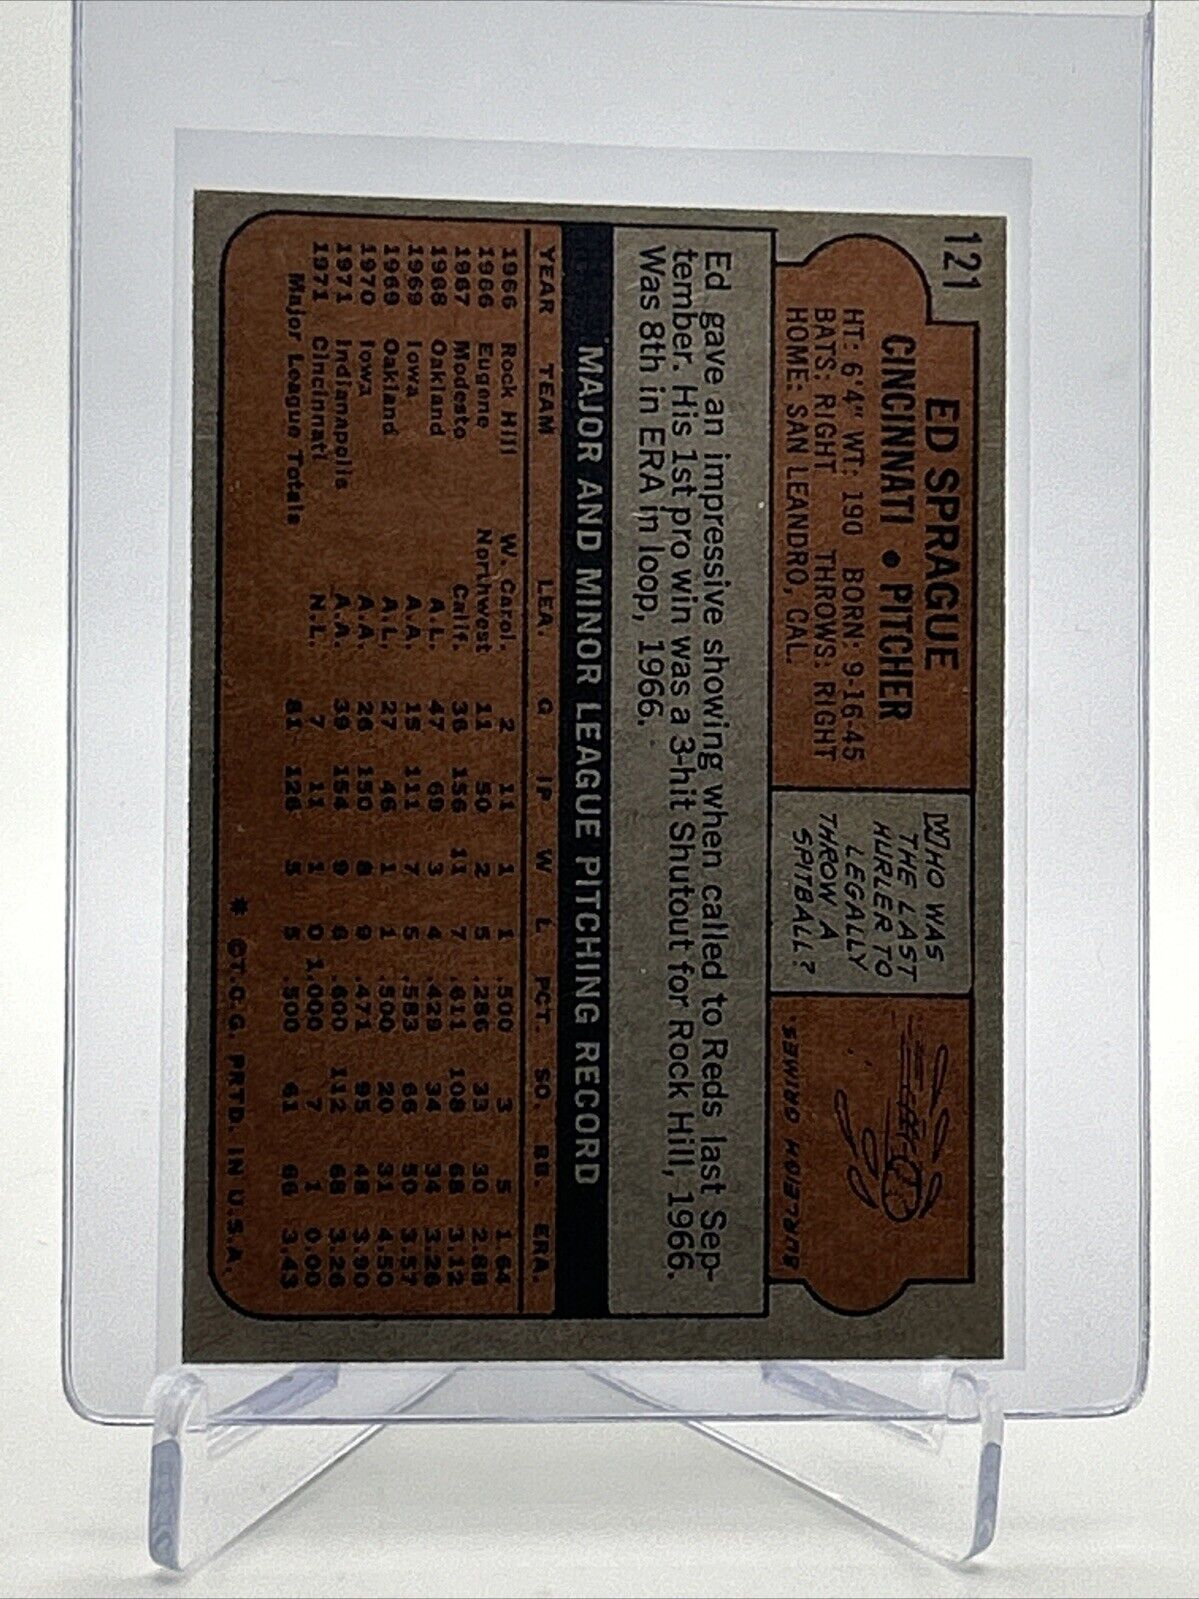 121
ED SPRAGUE
CINCINNATI • PITCHER
HT: 6'4" WT: 190 BORN: 9-16-45
BATS: RIGHT THROWS: RIGHT
HOME: SAN LEANDRO, CAL.
WHO WAS
THE LAST
HURLER TO
LEGALLY
THROW A
SPITBALL?
BURLEIGH GRIMES.
Ed gave an impressive showing when called to Reds last Sep-
tember. His 1st pro win was a 3-hit Shutout for Rock Hill, 1966.
Was 8th in ERA in loop, 1966.
MAJOR AND MINOR LEAGUE PITCHING RECORD
YEAR TEAM LEA. G IP W L PCT. SO. BB. ERA.
1966 Rock Hill W. Carol. 2 11 1 1 .500 3 5 1.64
1966 Eugene Northwest 11 50 2 5 .286 33 30 2.88
1967 Modesto Calif. 36 156 11 7 .611 108 68 3.12
1968 Oakland A.L. 47 69 3 4 .428 34 34 3.26
1969 Iowa A.A. 15 111 7 5 .583 66 50 3.57
1969 Oakland A.L. 27 46 1 1 .500 20 31 4.50
1970 Iowa A.A. 26 150 8 9 .471 95 48 3.90
1971 Indianapolis A.A. 39 154 9 6 .600 112 68 3.26
1971 Cincinnati N.L. 7 11 1 0 1.000 7 1 0.00
Major League Totals 81 126 5 5 .500 61 66 3.43
* ©T.C.G. PRTD. IN U.S.A.